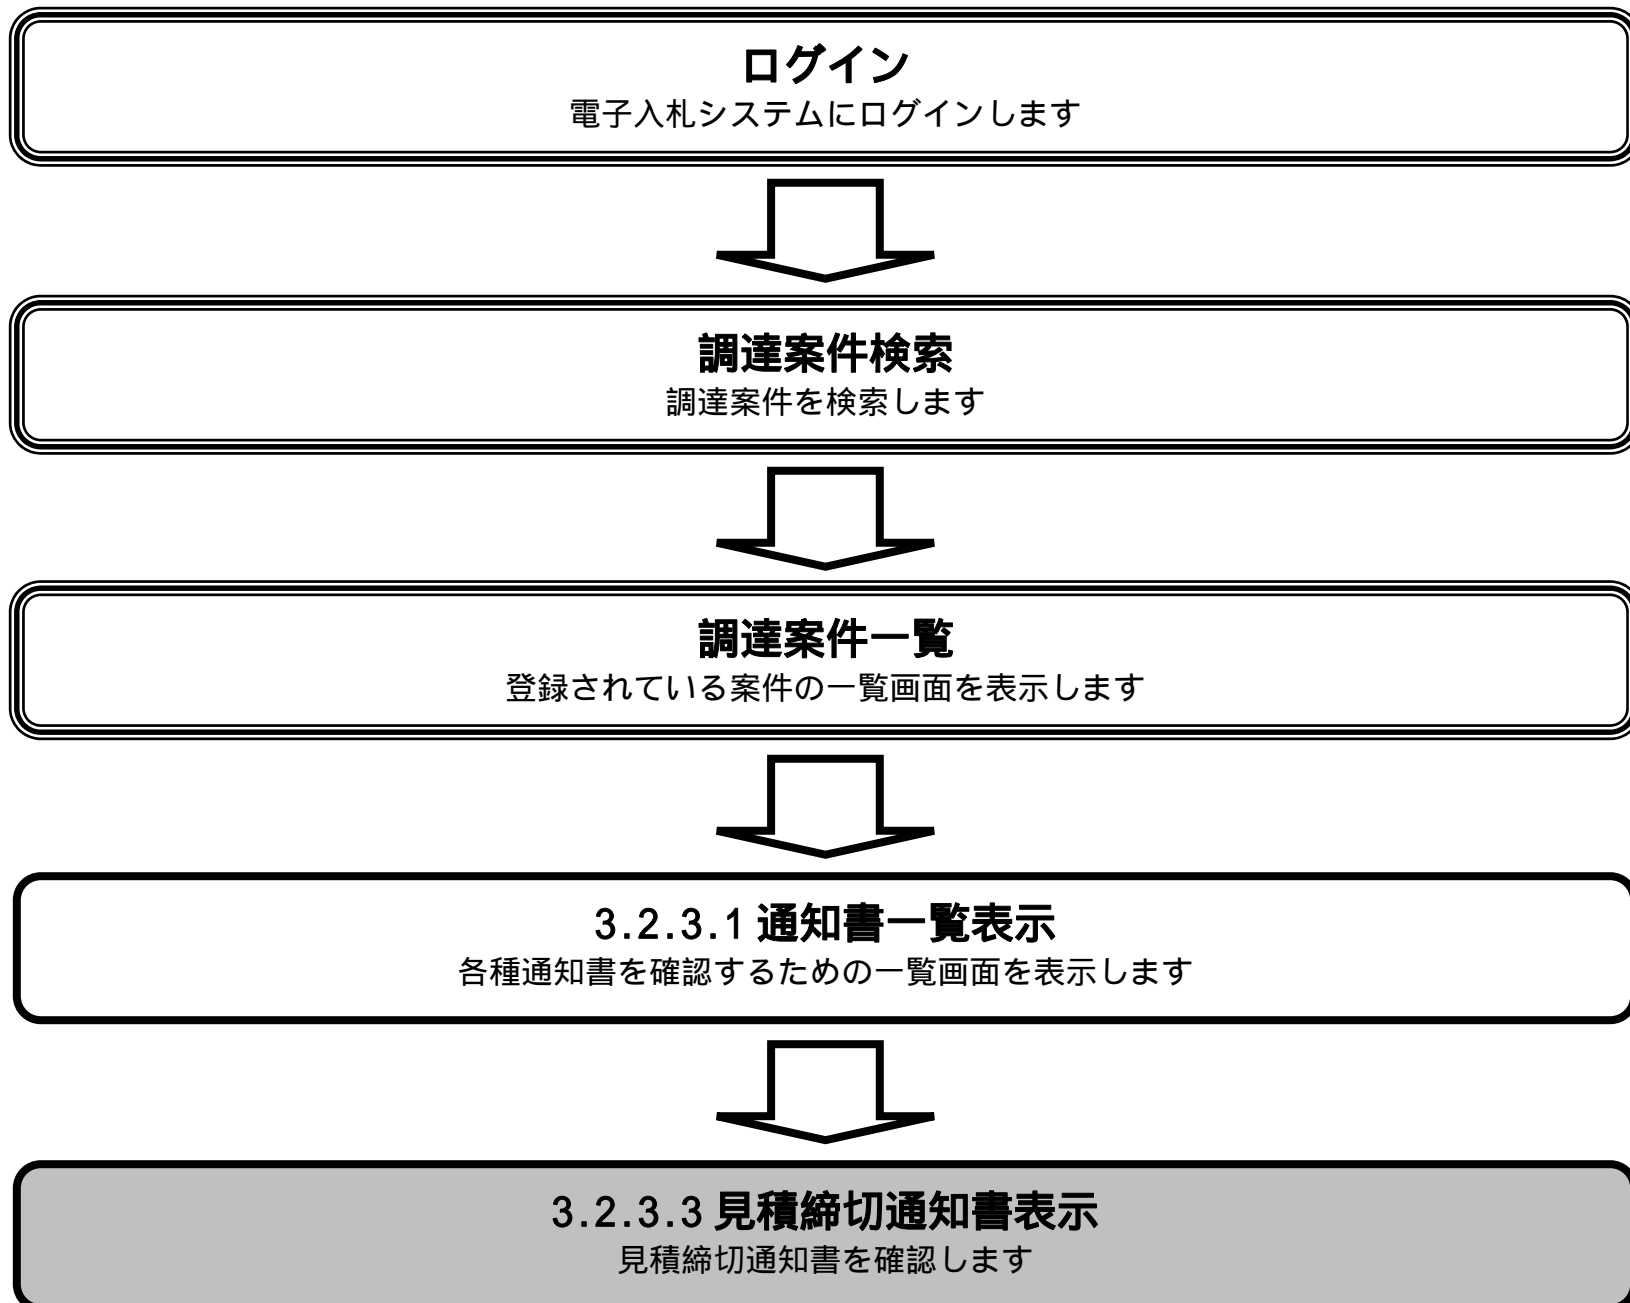 ログイン
電子入札システムにログインします
調達案件検索
調達案件を検索します
調達案件一覧
登録されている案件の一覧画面を表示します
3.2.3.1 通知書一覧表示
各種通知書を確認するための一覧画面を表示します
3.2.3.3 見積締切通知書表示
見積締切通知書を確認します